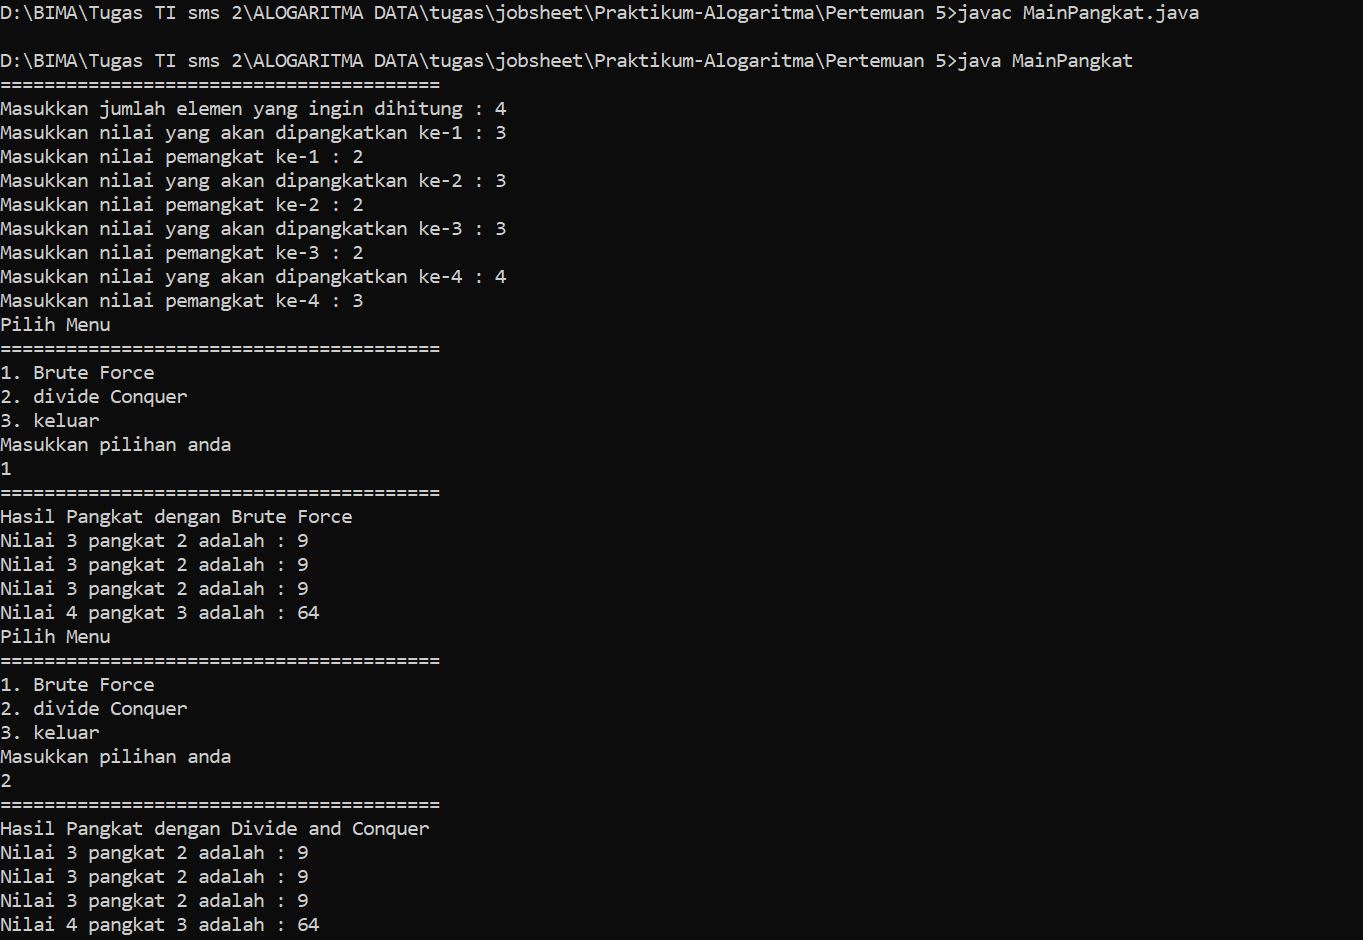 D:\BIMA\Tugas TI sms 2\ALOGARITMA DATA\tugas\jobsheet\Praktikum-Alogaritma\Pertemuan 5>javac MainPangkat.java
D:\BIMA\Tugas TI sms 2\ALOGARITMA DATA\tugas\jobsheet\Praktikum-Alogaritma\Pertemuan 5>java MainPangkat
========================================
Masukkan jumlah elemen yang ingin dihitung : 4
Masukkan nilai yang akan dipangkatkan ke-1 : 3
Masukkan nilai pemangkat ke-1 : 2
Masukkan nilai yang akan dipangkatkan ke-2 : 3
Masukkan nilai pemangkat ke-2 : 2
Masukkan nilai yang akan dipangkatkan ke-3 : 3
Masukkan nilai pemangkat ke-3 : 2
Masukkan nilai yang akan dipangkatkan ke-4 : 4
Masukkan nilai pemangkat ke-4 : 3
Pilih Menu
========================================
1. Brute Force
2. divide Conquer
3. keluar
Masukkan pilihan anda
1
========================================
Hasil Pangkat dengan Brute Force
Nilai 3 pangkat 2 adalah : 9
Nilai 3 pangkat 2 adalah : 9
Nilai 3 pangkat 2 adalah : 9
Nilai 4 pangkat 3 adalah : 64
Pilih Menu
========================================
1. Brute Force
2. divide Conquer
3. keluar
Masukkan pilihan anda
2
========================================
Hasil Pangkat dengan Divide and Conquer
Nilai 3 pangkat 2 adalah : 9
Nilai 3 pangkat 2 adalah : 9
Nilai 3 pangkat 2 adalah : 9
Nilai 4 pangkat 3 adalah : 64